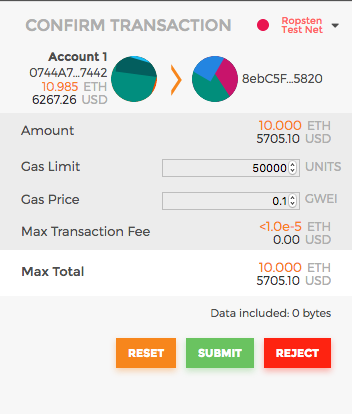 CONFIRM TRANSACTION
Ropsten
Test Net
Account 1
0744A7...7442
10.985 ETH
6267.26 USD
8ebC5F...5820
Amount
10.000 ETH
5705.10 USD
Gas Limit
50000 UNITS
Gas Price
0.1 GWEI
Max Transaction Fee
<1.0e-5 ETH
0.00 USD
Max Total
10.000 ETH
5705.10 USD
Data included: 0 bytes
RESET SUBMIT REJECT